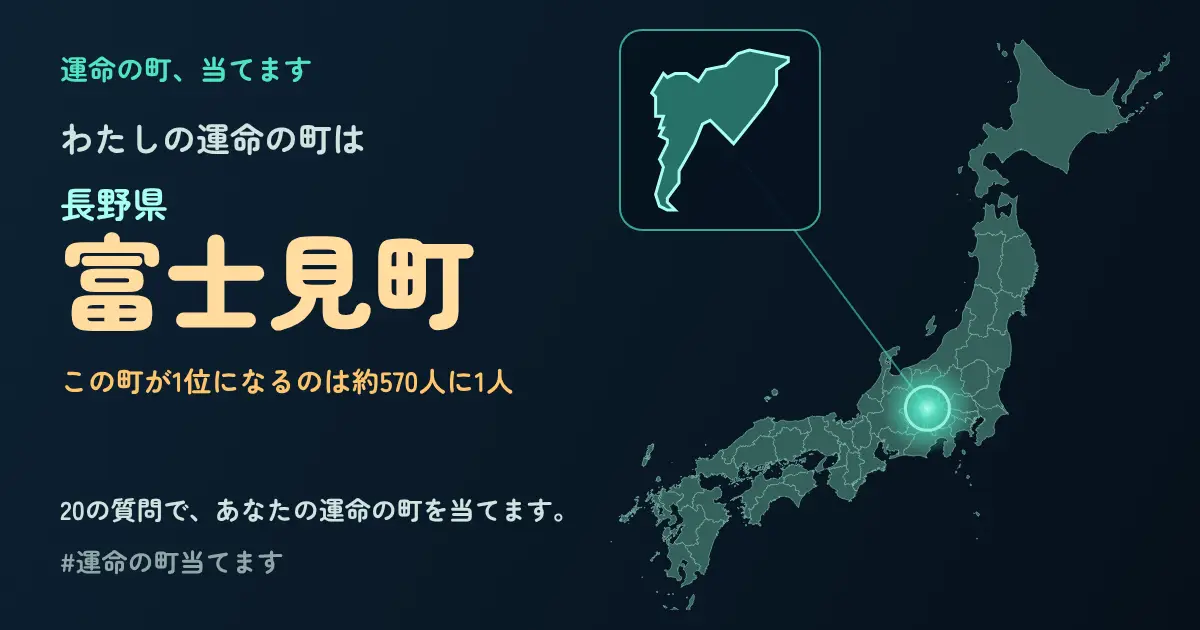 運命の町、当てます
わたしの運命の町は
長野県
富士見町
この町が1位になるのは約570人に1人
20の質問で、あなたの運命の町を当てます。
#運命の町当てます